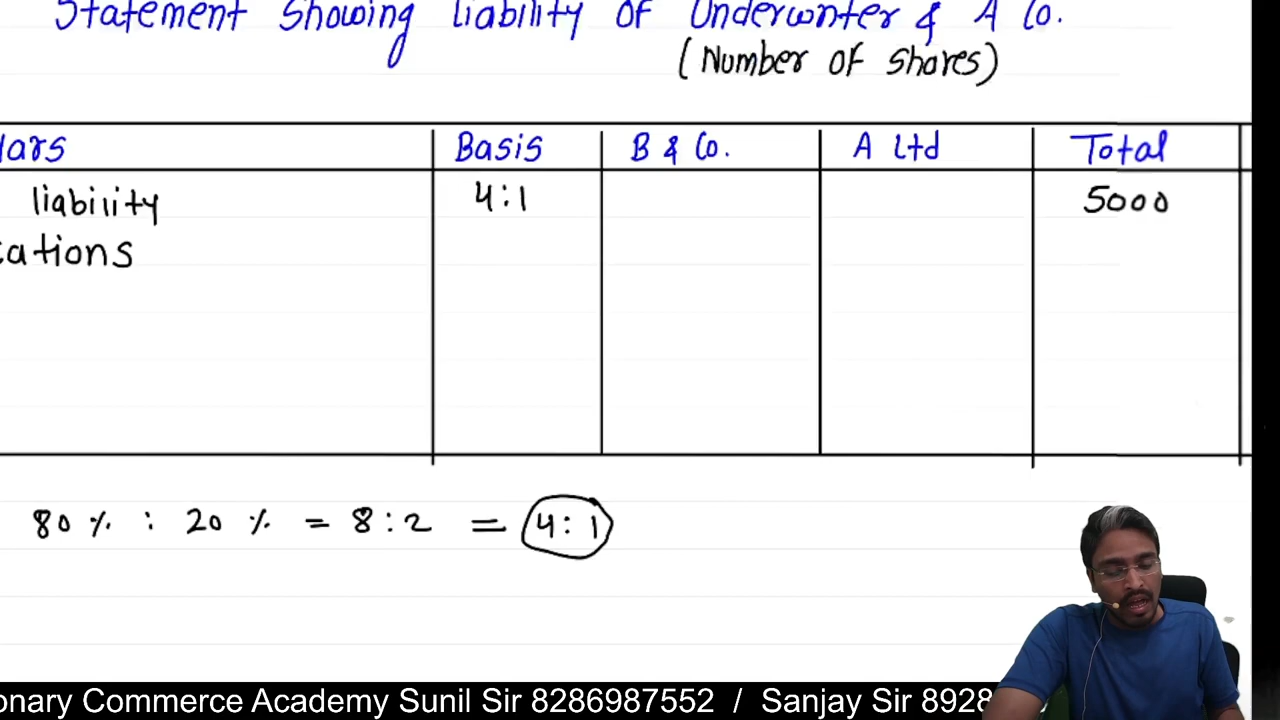 Statement Showing Liability of Underwriter & A Co.
(Number of shares)
lars Basis B & Co. A Ltd Total
liability 4:1 5000
cations
80 % : 20 % = 8:2 = 4:1
onary Commerce Academy Sunil Sir 8286987552 / Sanjay Sir 8928